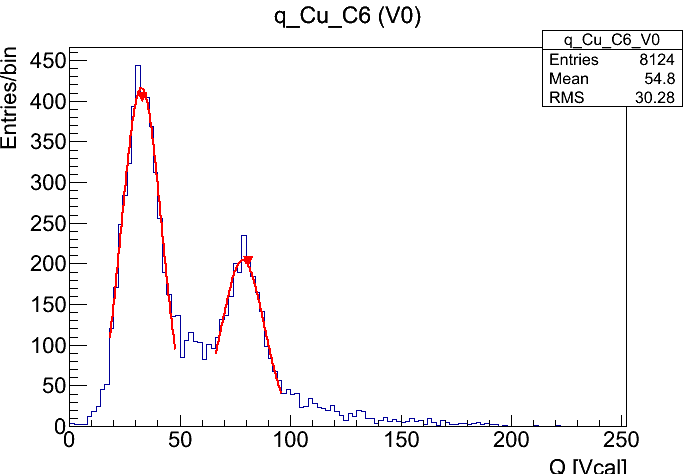 q_Cu_C6 (V0)
q_Cu_C6_V0
Entries 8124
Mean 54.8
RMS 30.28
Entries/bin
450
400
350
300
250
200
150
100
50
0
0 50 100 150 200 250
Q [Vcal]